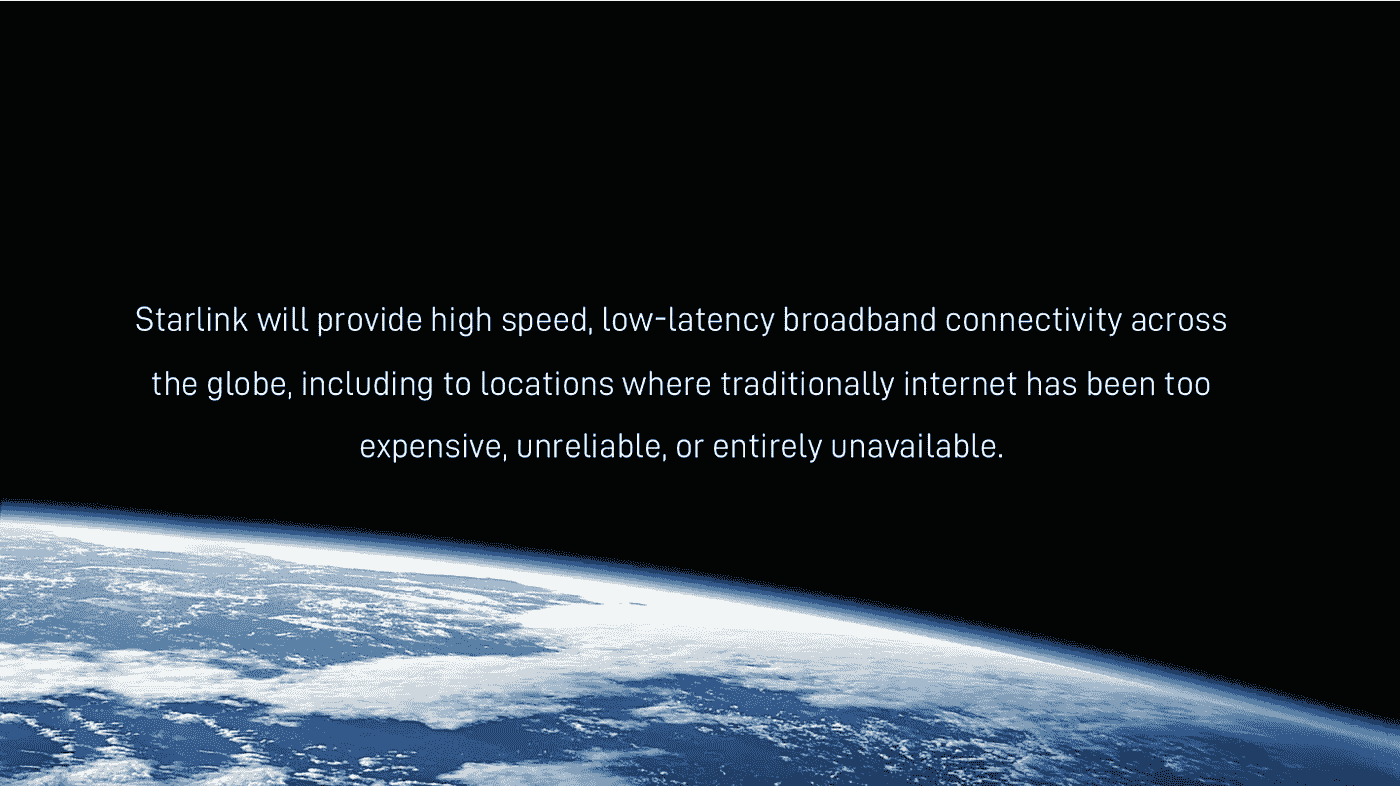 Starlink will provide high speed, low-latency broadband connectivity across
the globe, including to locations where traditionally internet has been too
expensive, unreliable, or entirely unavailable.